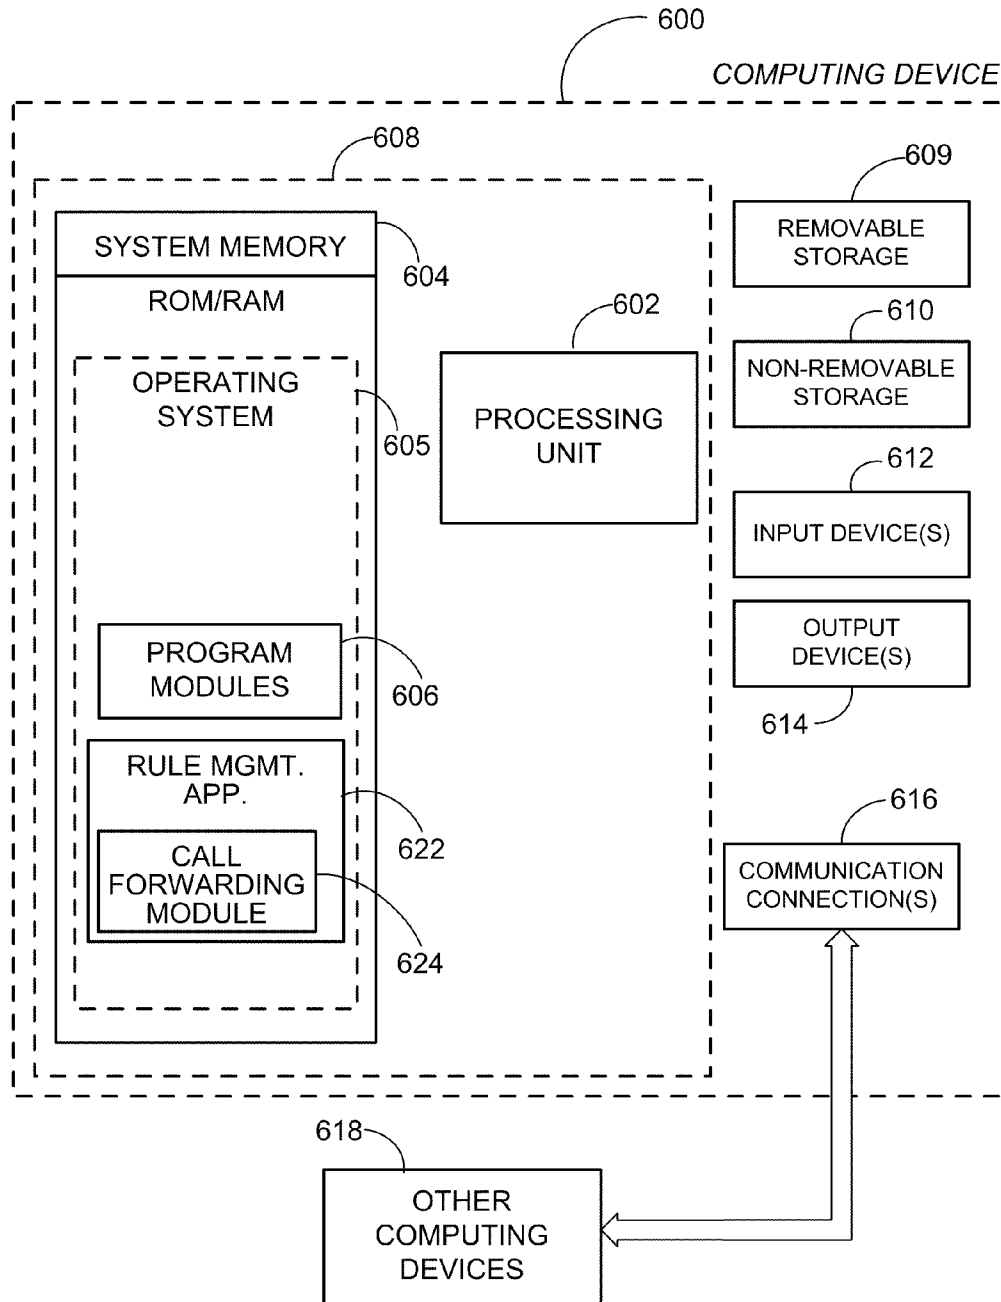 600
COMPUTING DEVICE
608
609
SYSTEM MEMORY
604
REMOVABLE
STORAGE
ROM/RAM
602
610
OPERATING
SYSTEM
605
PROCESSING
UNIT
NON-REMOVABLE
STORAGE
612
INPUT DEVICE(S)
OUTPUT
DEVICE(S)
614
PROGRAM
MODULES
606
RULE MGMT.
APP.
622
CALL
FORWARDING
MODULE
624
616
COMMUNICATION
CONNECTION(S)
618
OTHER
COMPUTING
DEVICES